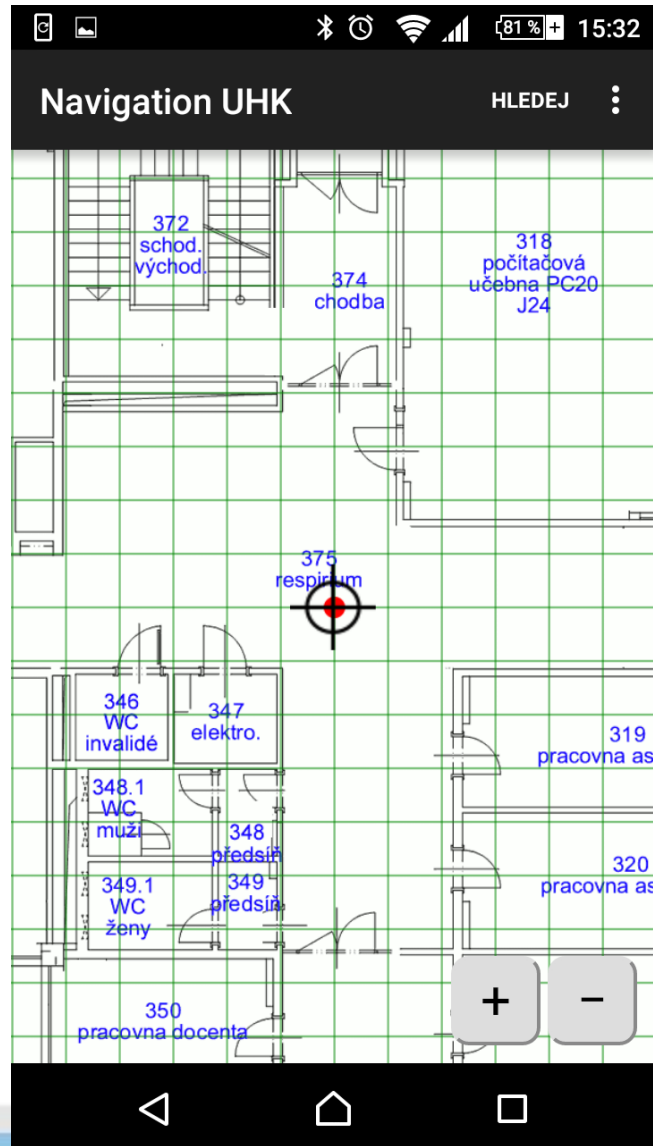 81 %
15:32
Navigation UHK
HLEDEJ
372
schod.
východ.
374
chodba
318
počítačová
učebna PC20
J24
375
respirium
346
WC
invalidé
347
elektro.
319
pracovna as
348.1
WC
muži
348
předsíň
320
pracovna as
349.1
WC
ženy
349
předsíň
350
pracovna docenta
+
−